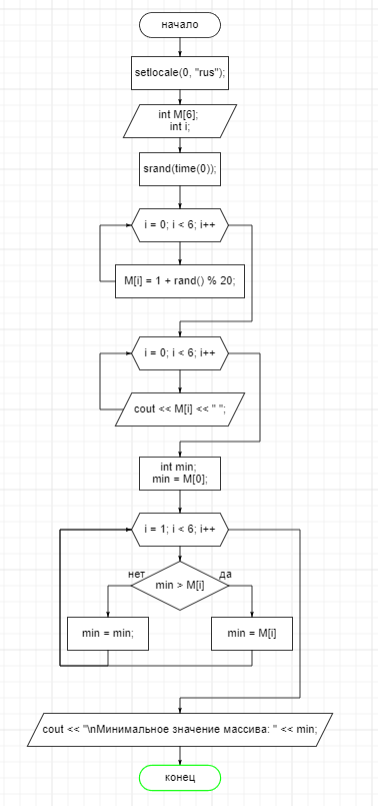 начало
setlocale(0, "rus");
int M[6];
int i;
srand(time(0));
i = 0; i < 6; i++
M[i] = 1 + rand() % 20;
i = 0; i < 6; i++
cout << M[i] << " ";
int min;
min = M[0];
i = 1; i < 6; i++
нет
да
min > M[i]
min = min;
min = M[i]
cout << "\nМинимальное значение массива: " << min;
конец